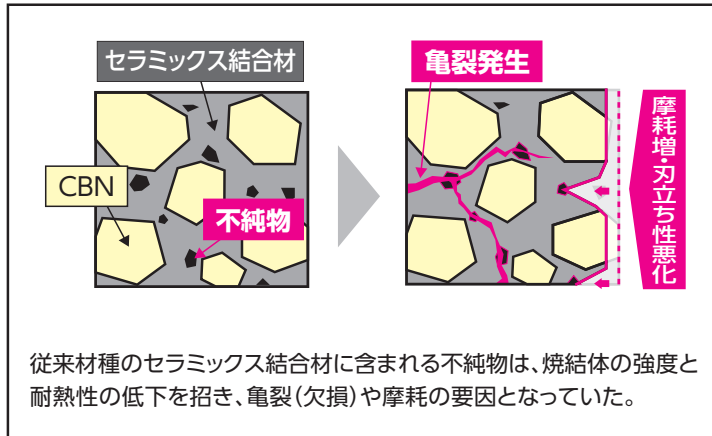 セラミックス結合材
亀裂発生
CBN
不純物
摩耗増・刃立ち性悪化
従来材種のセラミックス結合材に含まれる不純物は、焼結体の強度と
耐熱性の低下を招き、亀裂(欠損)や摩耗の要因となっていた。